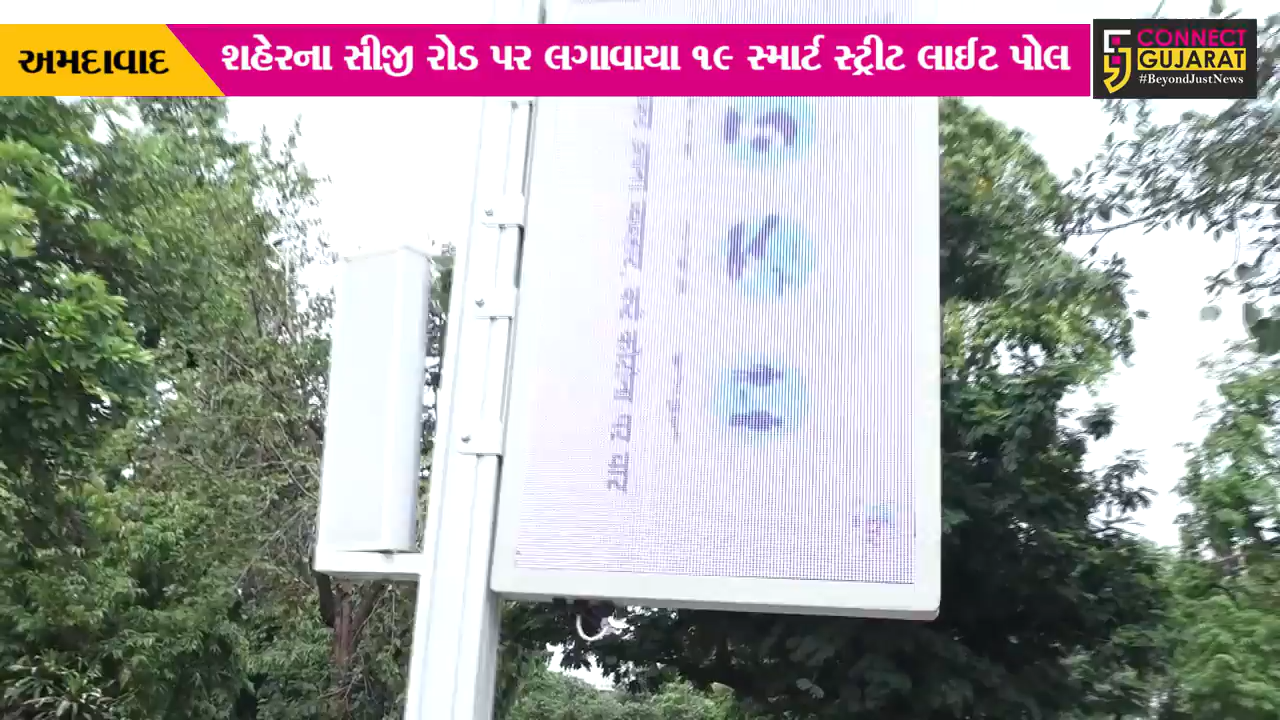 અમદાવાદ
શહેરના સીજી રોડ પર લગાવાયા ૧૯ સ્માર્ટ સ્ટ્રીટ લાઈટ પોલ
CONNECT
GUJARAT
#BeyondJustNews